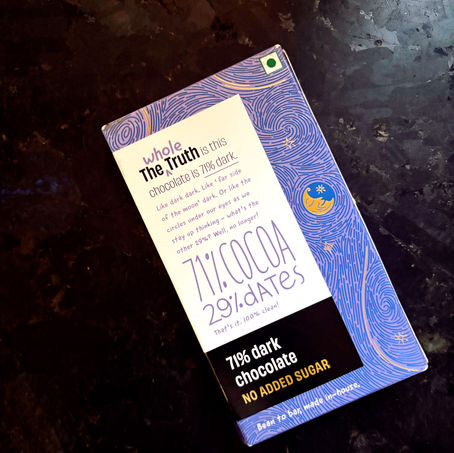 whole
The Truth is this
chocolate is 71% dark.
Like dark dark. Like 'far side
of the moon' dark. Or like the
circles under our eyes as we
stay up thinking – what's the
other 29%? Well, no longer!
71% COCOA
29% DATES
That's it. 100% clean!
71% dark
chocolate
NO ADDED SUGAR
Bean to bar, made in-house.